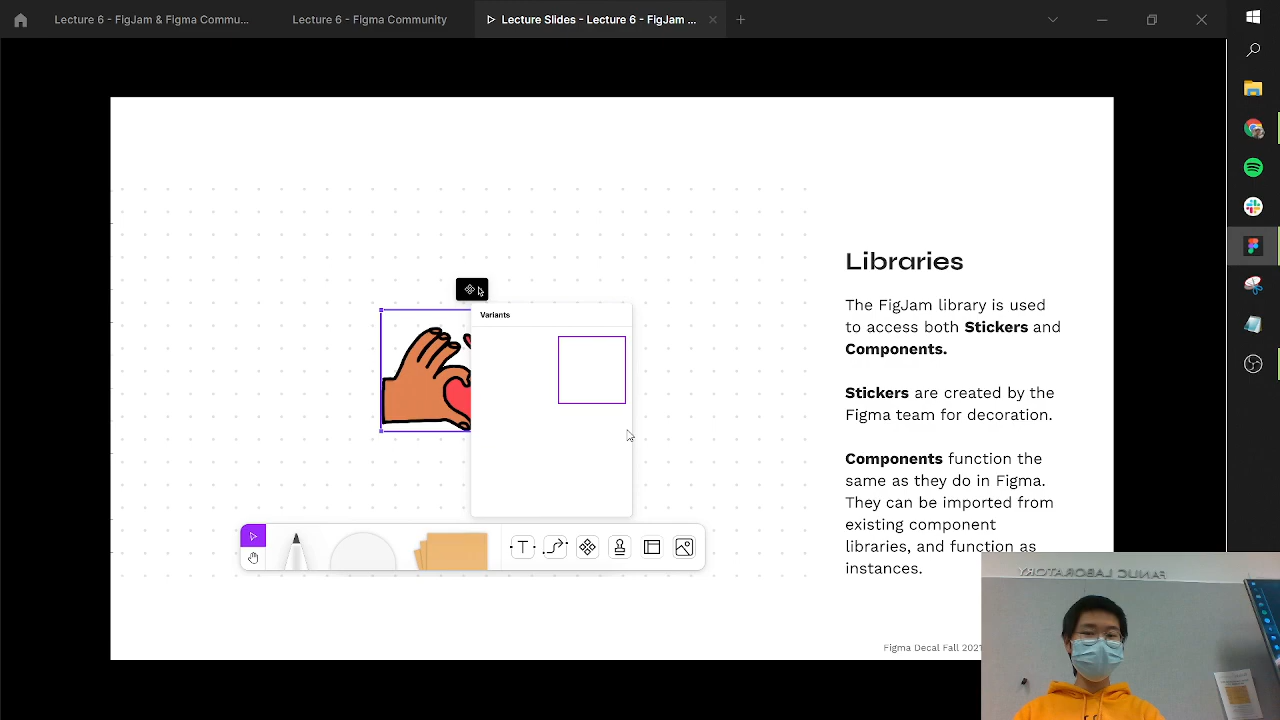 Lecture 6 - FigJam & Figma Commu...
Lecture 6 - Figma Community
Lecture Slides - Lecture 6 - FigJam ...
Variants
T
Libraries
The FigJam library is used
to access both Stickers and
Components.
Stickers are created by the
Figma team for decoration.
Components function the
same as they do in Figma.
They can be imported from
existing component
libraries, and function as
instances.
Figma Decal Fall 2021
FANUC LABORATORY